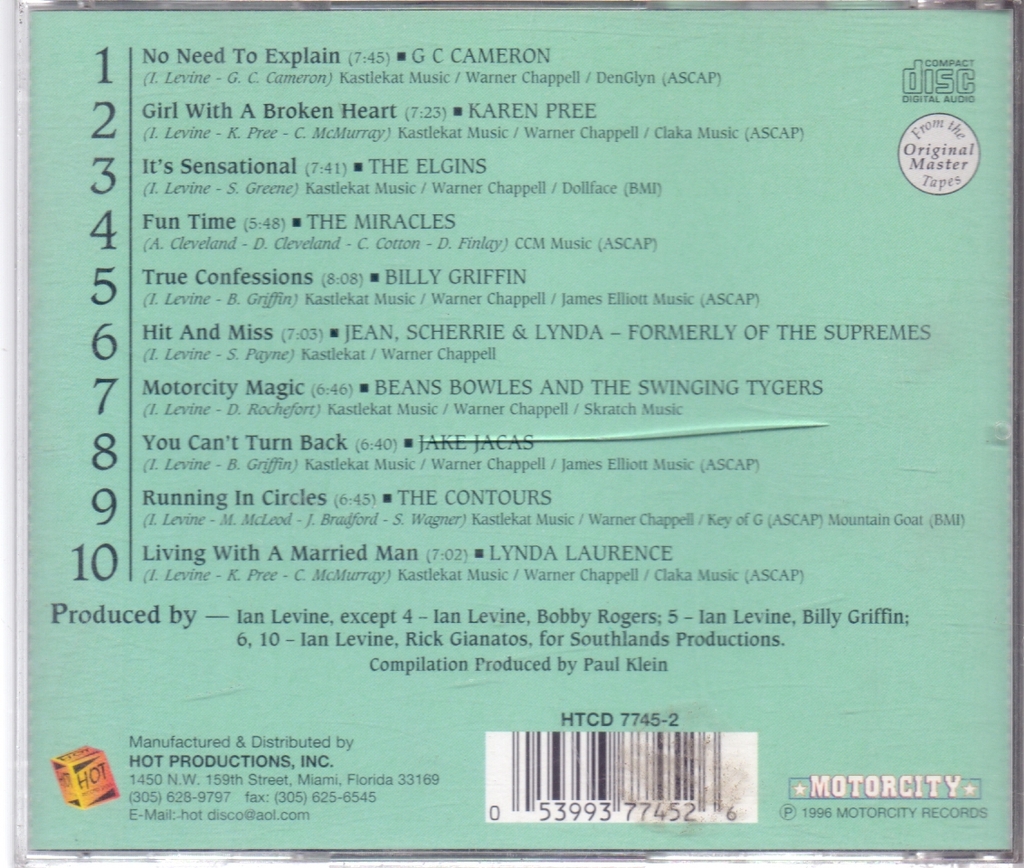 1 No Need To Explain (7:45) ■ G C CAMERON
(I. Levine - G. C. Cameron) Kastlekat Music / Warner Chappell / DenGlyn (ASCAP)
2 Girl With A Broken Heart (7:23) ■ KAREN PREE
(I. Levine - K. Pree - C. McMurray) Kastlekat Music / Warner Chappell / Claka Music (ASCAP)
3 It's Sensational (7:41) ■ THE ELGINS
(I. Levine - S. Greene) Kastlekat Music / Warner Chappell / Dollface (BMI)
4 Fun Time (5:48) ■ THE MIRACLES
(A. Cleveland - D. Cleveland - C. Cotton - D. Finlay) CCM Music (ASCAP)
5 True Confessions (8:08) ■ BILLY GRIFFIN
(I. Levine - B. Griffin) Kastlekat Music / Warner Chappell / James Elliott Music (ASCAP)
6 Hit And Miss (7:03) ■ JEAN, SCHERRIE & LYNDA – FORMERLY OF THE SUPREMES
(I. Levine - S. Payne) Kastlekat / Warner Chappell
7 Motorcity Magic (6:46) ■ BEANS BOWLES AND THE SWINGING TYGERS
(I. Levine - D. Rochefort) Kastlekat Music / Warner Chappell / Skratch Music
8 You Can't Turn Back (6:40) ■ JAKE JACAS
(I. Levine - B. Griffin) Kastlekat Music / Warner Chappell / James Elliott Music (ASCAP)
9 Running In Circles (6:45) ■ THE CONTOURS
(I. Levine - M. McLeod - J. Bradford - S. Wagner) Kastlekat Music / Warner Chappell / Key of G (ASCAP) Mountain Goat (BMI)
10 Living With A Married Man (7:02) ■ LYNDA LAURENCE
(I. Levine - K. Pree - C. McMurray) Kastlekat Music / Warner Chappell / Claka Music (ASCAP)
COMPACT
disc
DIGITAL AUDIO
From the
Original
Master
Tapes
Produced by — Ian Levine, except 4 – Ian Levine, Bobby Rogers; 5 – Ian Levine, Billy Griffin;
6, 10 – Ian Levine, Rick Gianatos, for Southlands Productions.
Compilation Produced by Paul Klein
HOT
Manufactured & Distributed by
HOT PRODUCTIONS, INC.
1450 N.W. 159th Street, Miami, Florida 33169
(305) 628-9797 fax: (305) 625-6545
E-Mail: hot disco@aol.com
HTCD 7745-2
0 53993 77452 6
★MOTORCITY★
℗ 1996 MOTORCITY RECORDS